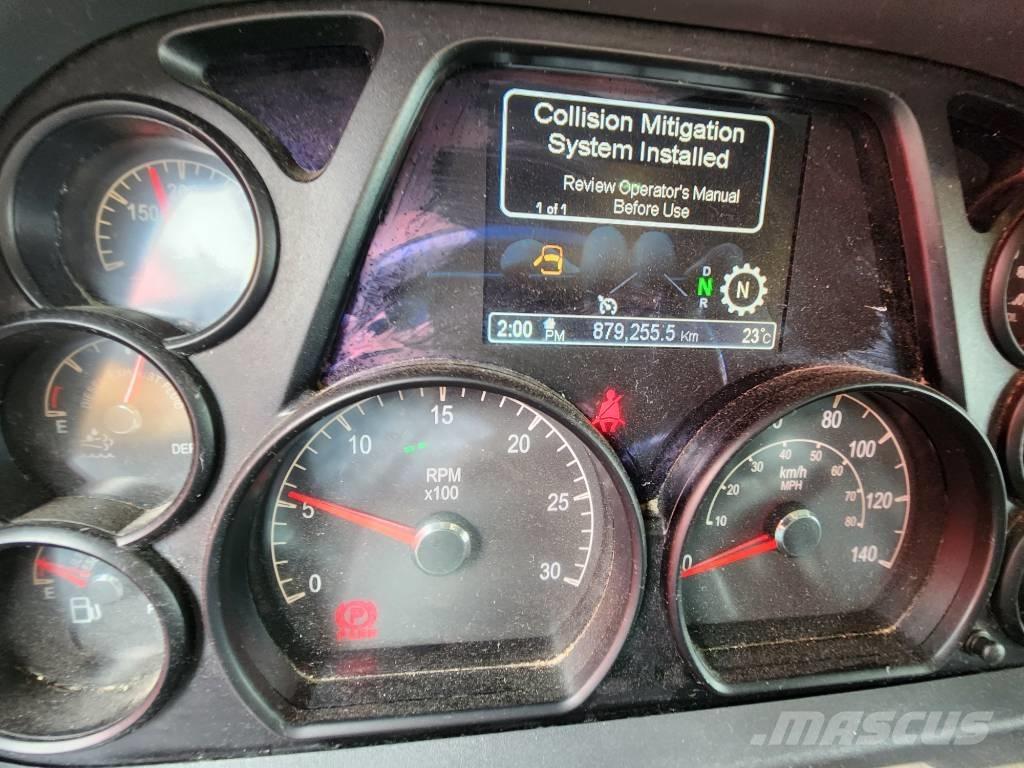 Collision Mitigation
System Installed
Review Operator's Manual
Before Use
1 of 1
D
N
R
N
2:00 PM 879,255.5 Km 23°C
150
200
E
DEF
E
0
5
10
15
20
25
30
RPM
x100
P
0
80
100
120
140
km/h
MPH
10
20
30
40
50
60
70
80
MASCUS